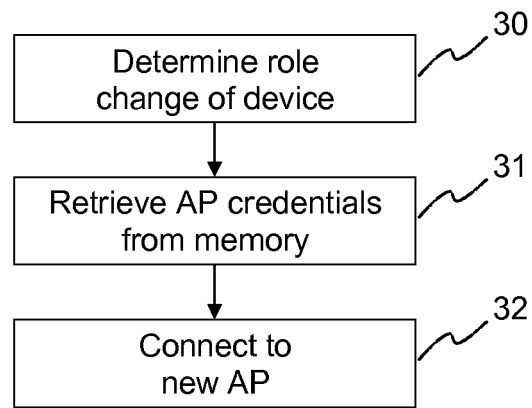 30
Determine role
change of device
31
Retrieve AP credentials
from memory
32
Connect to
new AP